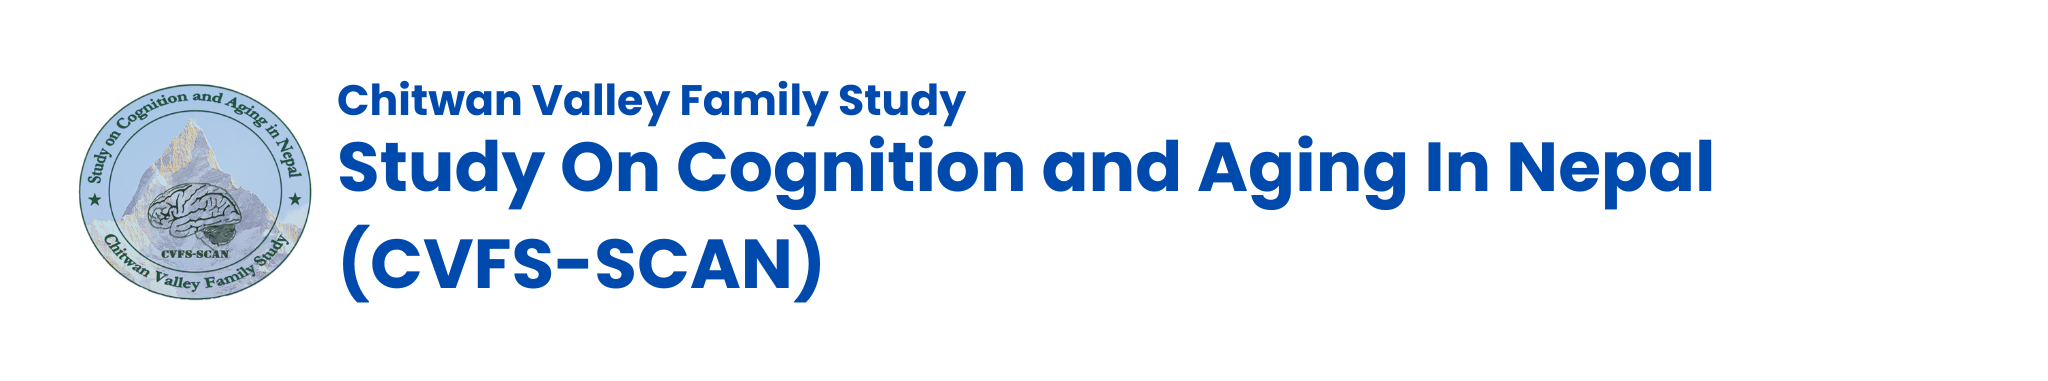 Study on Cognition and Aging in Nepal
CVFS-SCAN
Chitwan Valley Family Study
Chitwan Valley Family Study
Study On Cognition and Aging In Nepal
(CVFS-SCAN)